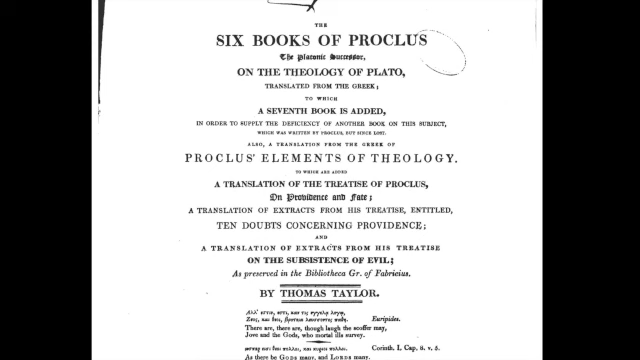 THE
SIX BOOKS OF PROCLUS
The Platonic Successor,
ON THE THEOLOGY OF PLATO,
TRANSLATED FROM THE GREEK;
TO WHICH
A SEVENTH BOOK IS ADDED,
IN ORDER TO SUPPLY THE DEFICIENCY OF ANOTHER BOOK ON THIS SUBJECT,
WHICH WAS WRITTEN BY PROCLUS, BUT SINCE LOST.
ALSO, A TRANSLATION FROM THE GREEK OF
PROCLUS' ELEMENTS OF THEOLOGY.
TO WHICH ARE ADDED
A TRANSLATION OF THE TREATISE OF PROCLUS,
On Providence and Fate;
A TRANSLATION OF EXTRACTS FROM HIS TREATISE, ENTITLED,
TEN DOUBTS CONCERNING PROVIDENCE;
AND
A TRANSLATION OF EXTRACTS FROM HIS TREATISE
ON THE SUBSISTENCE OF EVIL;
As preserved in the Bibliotheca Gr. of Fabricius.
BY THOMAS TAYLOR.
Euripides.
There are, there are, though laugh the scoffer may,
Jove and the Gods, who mortal ills survey.
Corinth. I. Cap. 8. v. 5.
As there be GODS many, and LORDS many.